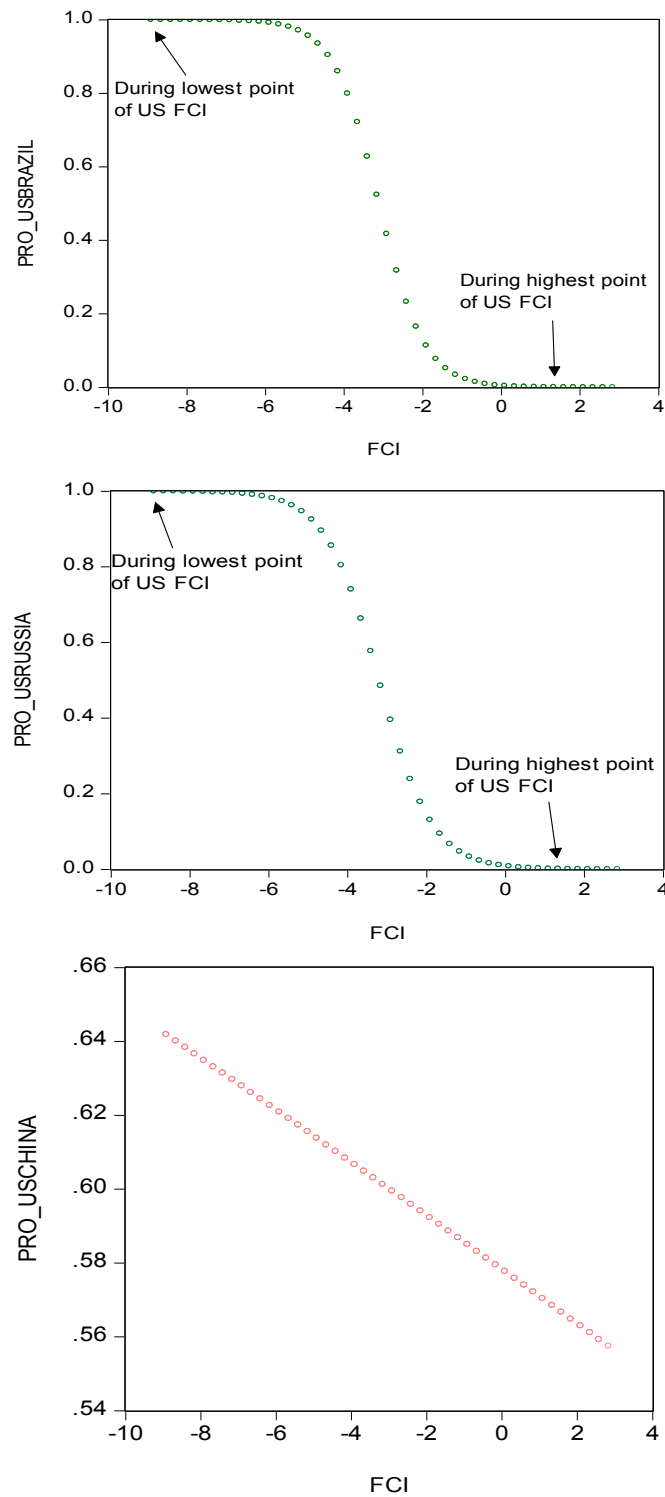 1.0
During lowest point
of US FCI
0.8
0.6
PRO_USBRAZIL
0.4
During highest point
of US FCI
0.2
0.0
-10 -8 -6 -4 -2 0 2 4
FCI
1.0
During lowest point
of US FCI
0.8
0.6
PRO_USRUSSIA
0.4
During highest point
of US FCI
0.2
0.0
-10 -8 -6 -4 -2 0 2 4
FCI
.66
.64
.62
PRO_USCHINA
.60
.58
.56
.54
-10 -8 -6 -4 -2 0 2 4
FCI